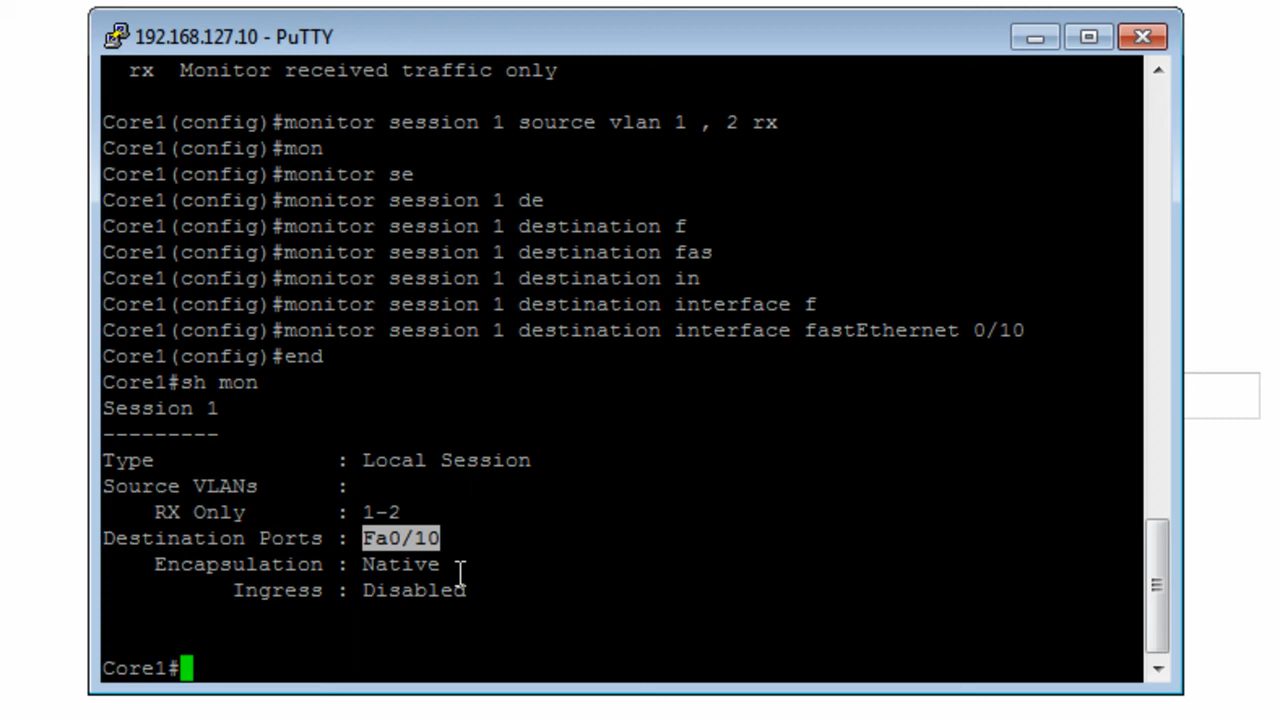 192.168.127.10 - PuTTY
rx  Monitor received traffic only
Core1(config)#monitor session 1 source vlan 1 , 2 rx
Core1(config)#mon
Core1(config)#monitor se
Core1(config)#monitor session 1 de
Core1(config)#monitor session 1 destination f
Core1(config)#monitor session 1 destination fas
Core1(config)#monitor session 1 destination in
Core1(config)#monitor session 1 destination interface f
Core1(config)#monitor session 1 destination interface fastEthernet 0/10
Core1(config)#end
Core1#sh mon
Session 1
---------
Type              : Local Session
Source VLANs      :
    RX Only       : 1-2
Destination Ports : Fa0/10
    Encapsulation : Native
          Ingress : Disabled
Core1#